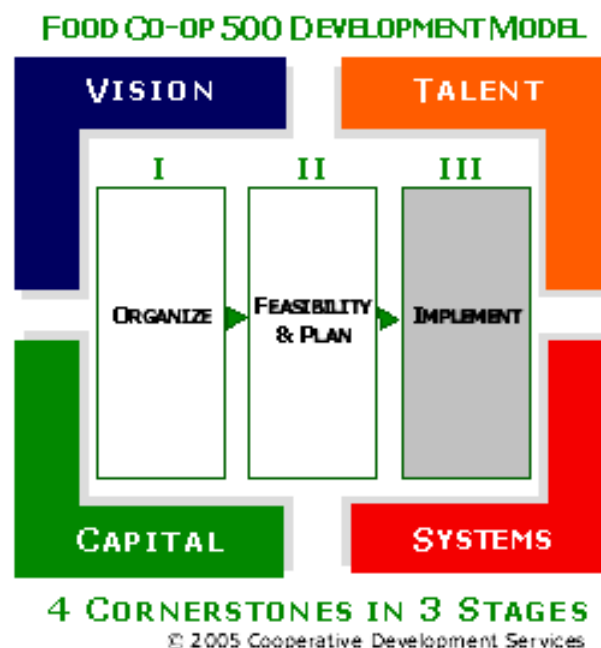 FOOD CO-OP 500 DEVELOPMENT MODEL
VISION
TALENT
I
II
III
ORGANIZE
FEASIBILITY
& PLAN
IMPLEMENT
CAPITAL
SYSTEMS
4 CORNERSTONES IN 3 STAGES
© 2005 Cooperative Development Services